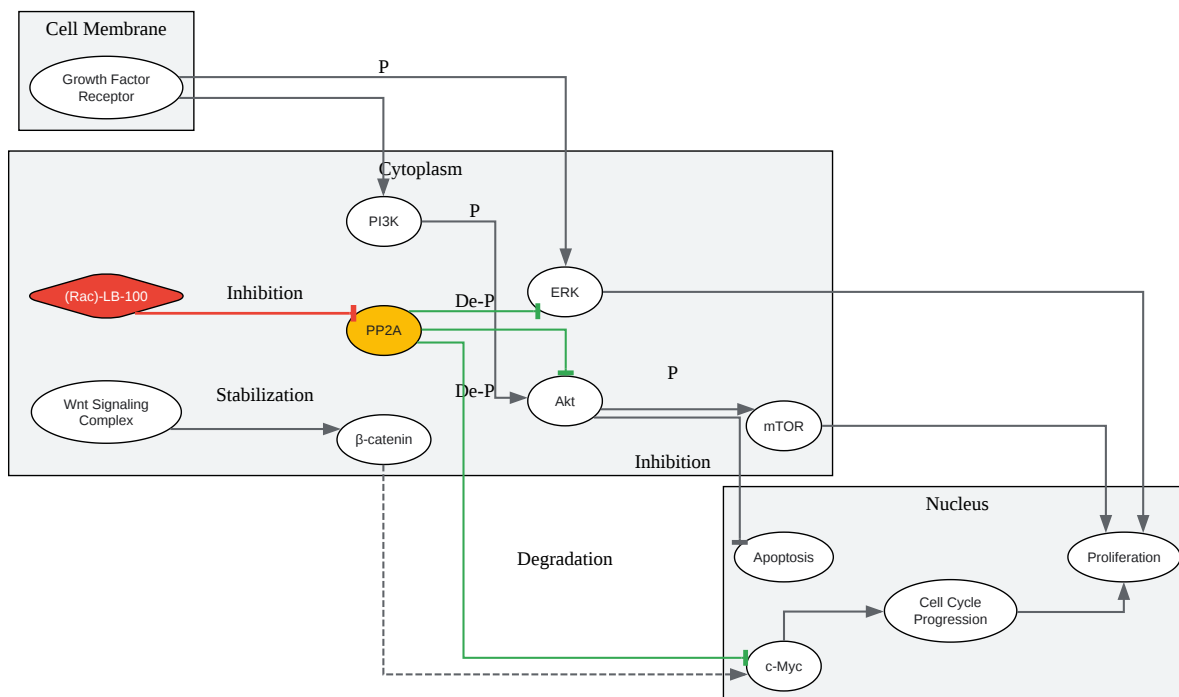 Cell Membrane
Growth Factor
Receptor
P
Cytoplasm
PI3K
P
(Rac)-LB-100
Inhibition
De-P
ERK
PP2A
Wnt Signaling
Complex
Stabilization
β-catenin
De-P
Akt
P
mTOR
Inhibition
Nucleus
Degradation
Apoptosis
Proliferation
Cell Cycle
Progression
c-Myc